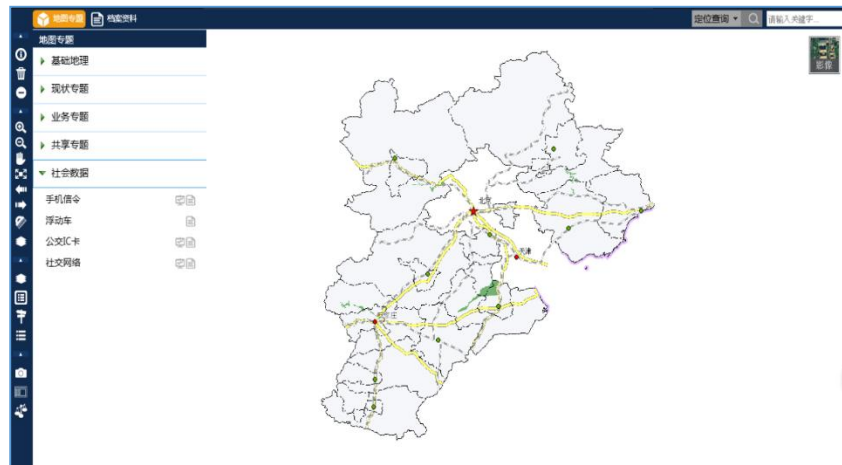 地图专题 档案资料
定位查询 请输入关键字...
地图专题
基础地理
现状专题
业务专题
共享专题
社会数据
手机信令
浮动车
公交IC卡
社交网络
影像
北京
天津
石家庄